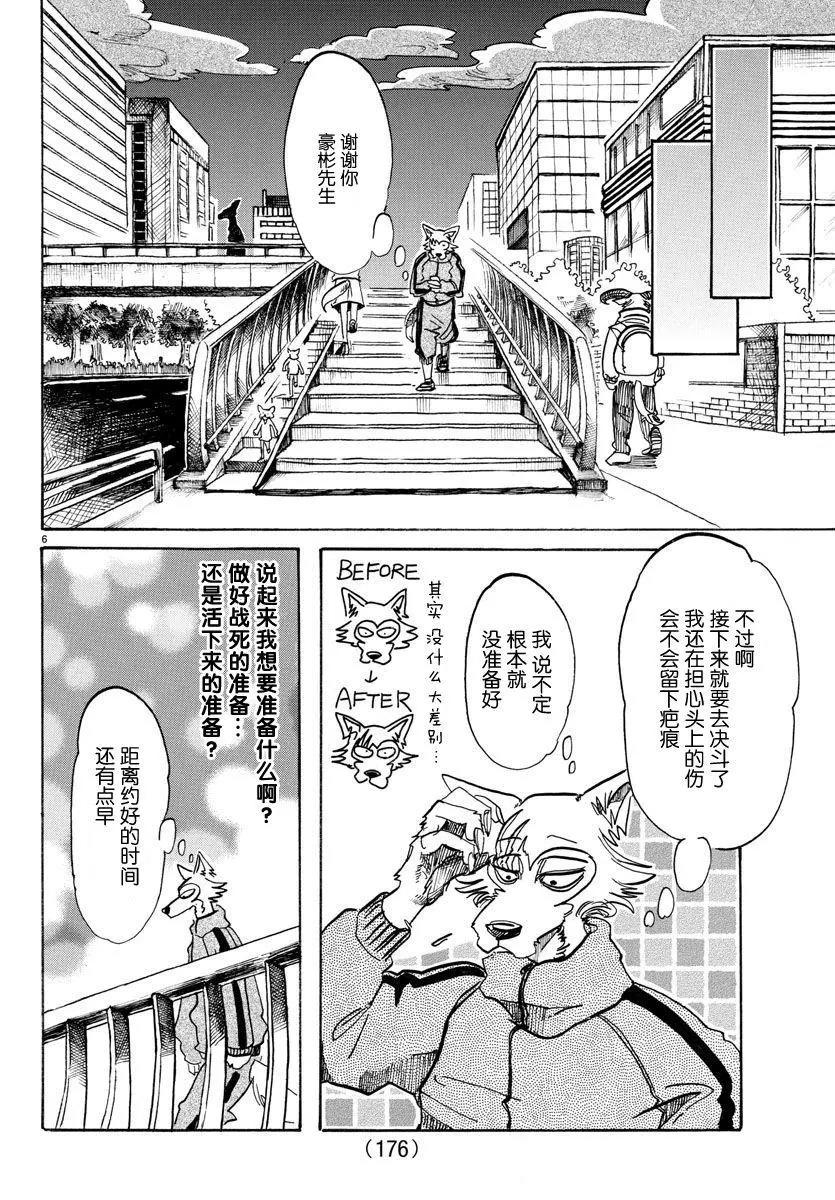 谢谢你
豪彬先生
6
不过啊
接下来就要去决斗了
我还在担心头上的伤
会不会留下疤痕
我说不定
根本就
没准备好
BEFORE
↓
AFTER
其实没什么大差别…
说起来我想要准备什么啊？
做好战死的准备…
还是活下来的准备？
距离约好的时间
还有点早
（176）